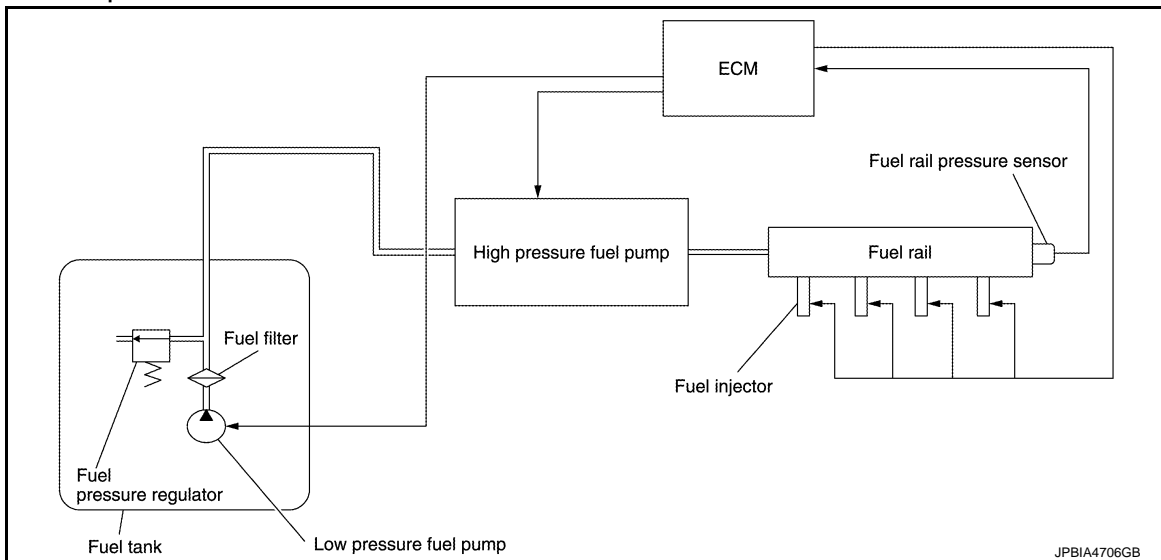 ECM
Fuel rail pressure sensor
High pressure fuel pump
Fuel rail
Fuel filter
Fuel injector
Fuel
pressure regulator
Fuel tank
Low pressure fuel pump
JPBIA4706GB